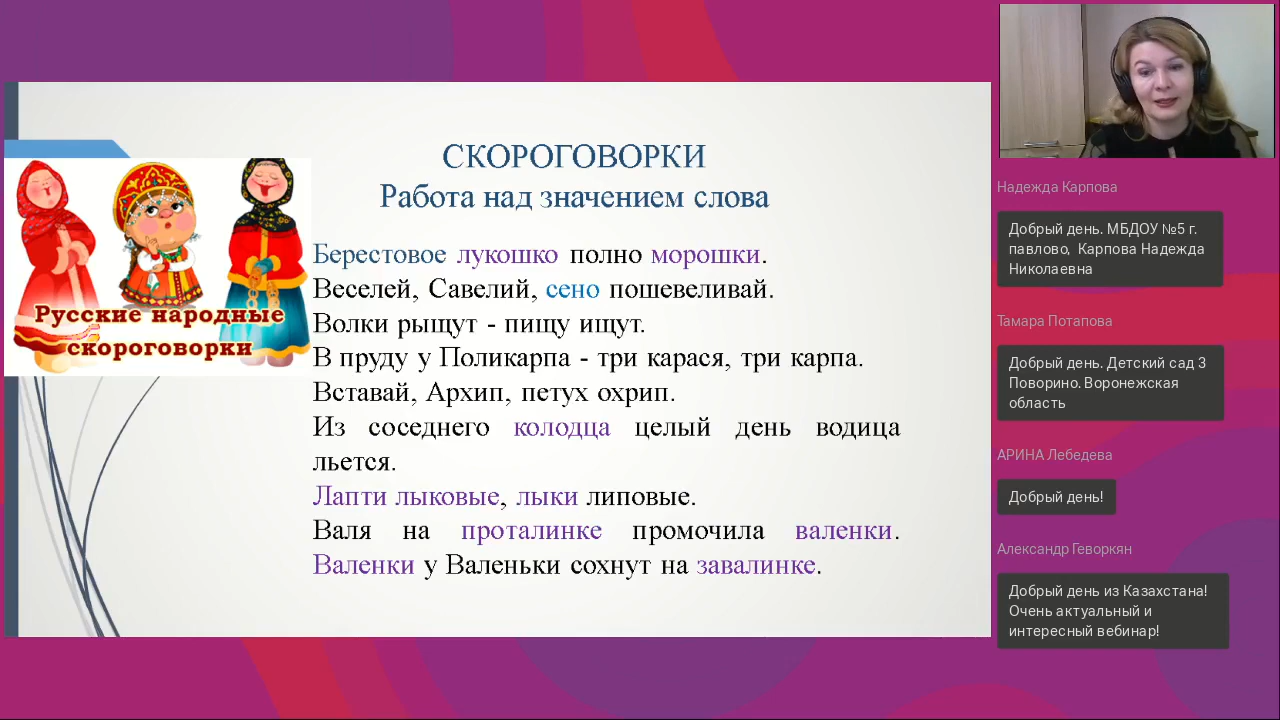 СКОРОГОВОРКИ
Работа над значением слова
Русские народные
скороговорки
Берестовое лукошко полно морошки.
Веселей, Савелий, сено пошевеливай.
Волки рыщут - пищу ищут.
В пруду у Поликарпа - три карася, три карпа.
Вставай, Архип, петух охрип.
Из соседнего колодца целый день водица
льется.
Лапти лыковые, лыки липовые.
Валя на проталинке промочила валенки.
Валенки у Валеньки сохнут на завалинке.
Надежда Карпова
Добрый день. МБДОУ №5 г.
павлово, Карпова Надежда
Николаевна
Тамара Потапова
Добрый день. Детский сад 3
Поворино. Воронежская
область
АРИНА Лебедева
Добрый день!
Александр Геворкян
Добрый день из Казахстана!
Очень актуальный и
интересный вебинар!